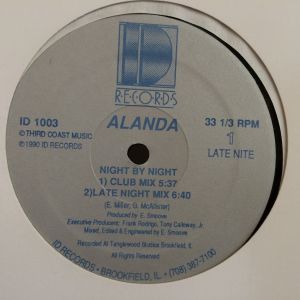 ID
R·E·C·O·R·D·S
ID 1003
ALANDA
33 1/3 RPM
℗THIRD COAST MUSIC
1
©1990 ID RECORDS
LATE NITE
NIGHT BY NIGHT
1) CLUB MIX 5:37
2)LATE NIGHT MIX 6:40
(E. Miller, G. McAllister)
Produced by E. Smoove
Executive Producers: Frank Rodrigo, Tony Calloway, Jr.
Mixed, Edited & Engineered by E. Smoove
Recorded At Tanglewood Studios Brookfield, IL
All Rights Reserved
ID RECORDS • BROOKFIELD, IL • (708) 387-7100